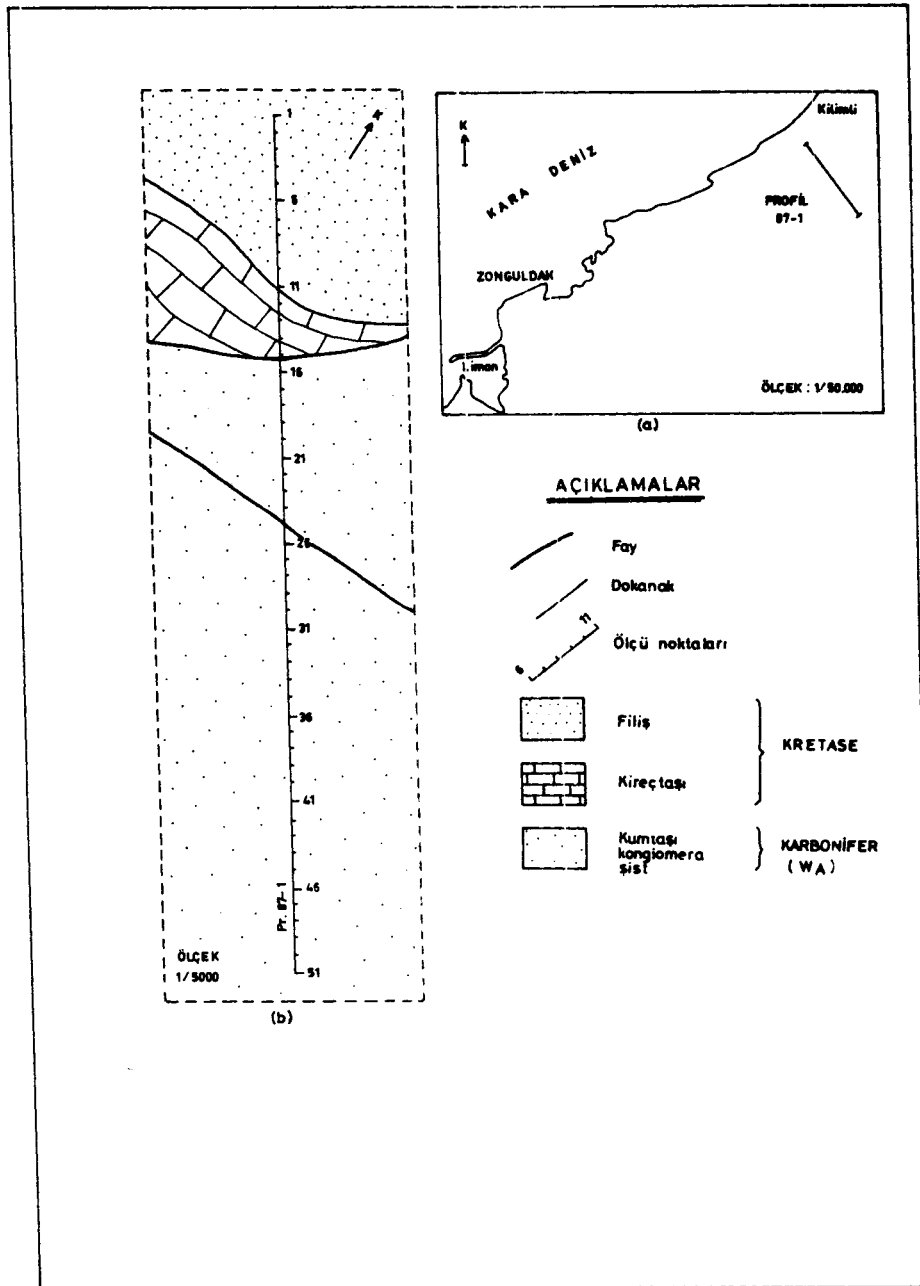 K
1
5
11
16
21
26
31
36
41
46
51
Pr. 87-1
ÖLÇEK
1/5000
(b)
K
KARA DENİZ
Kilimli
PROFİL
87-1
ZONGULDAK
Liman
ÖLÇEK : 1/50.000
(a)
AÇIKLAMALAR
Fay
Dokanak
6 11
Ölçü noktaları
Filiş
Kireçtaşı
KRETASE
Kumtaşı
konglomera
şist
KARBONİFER
(WA)